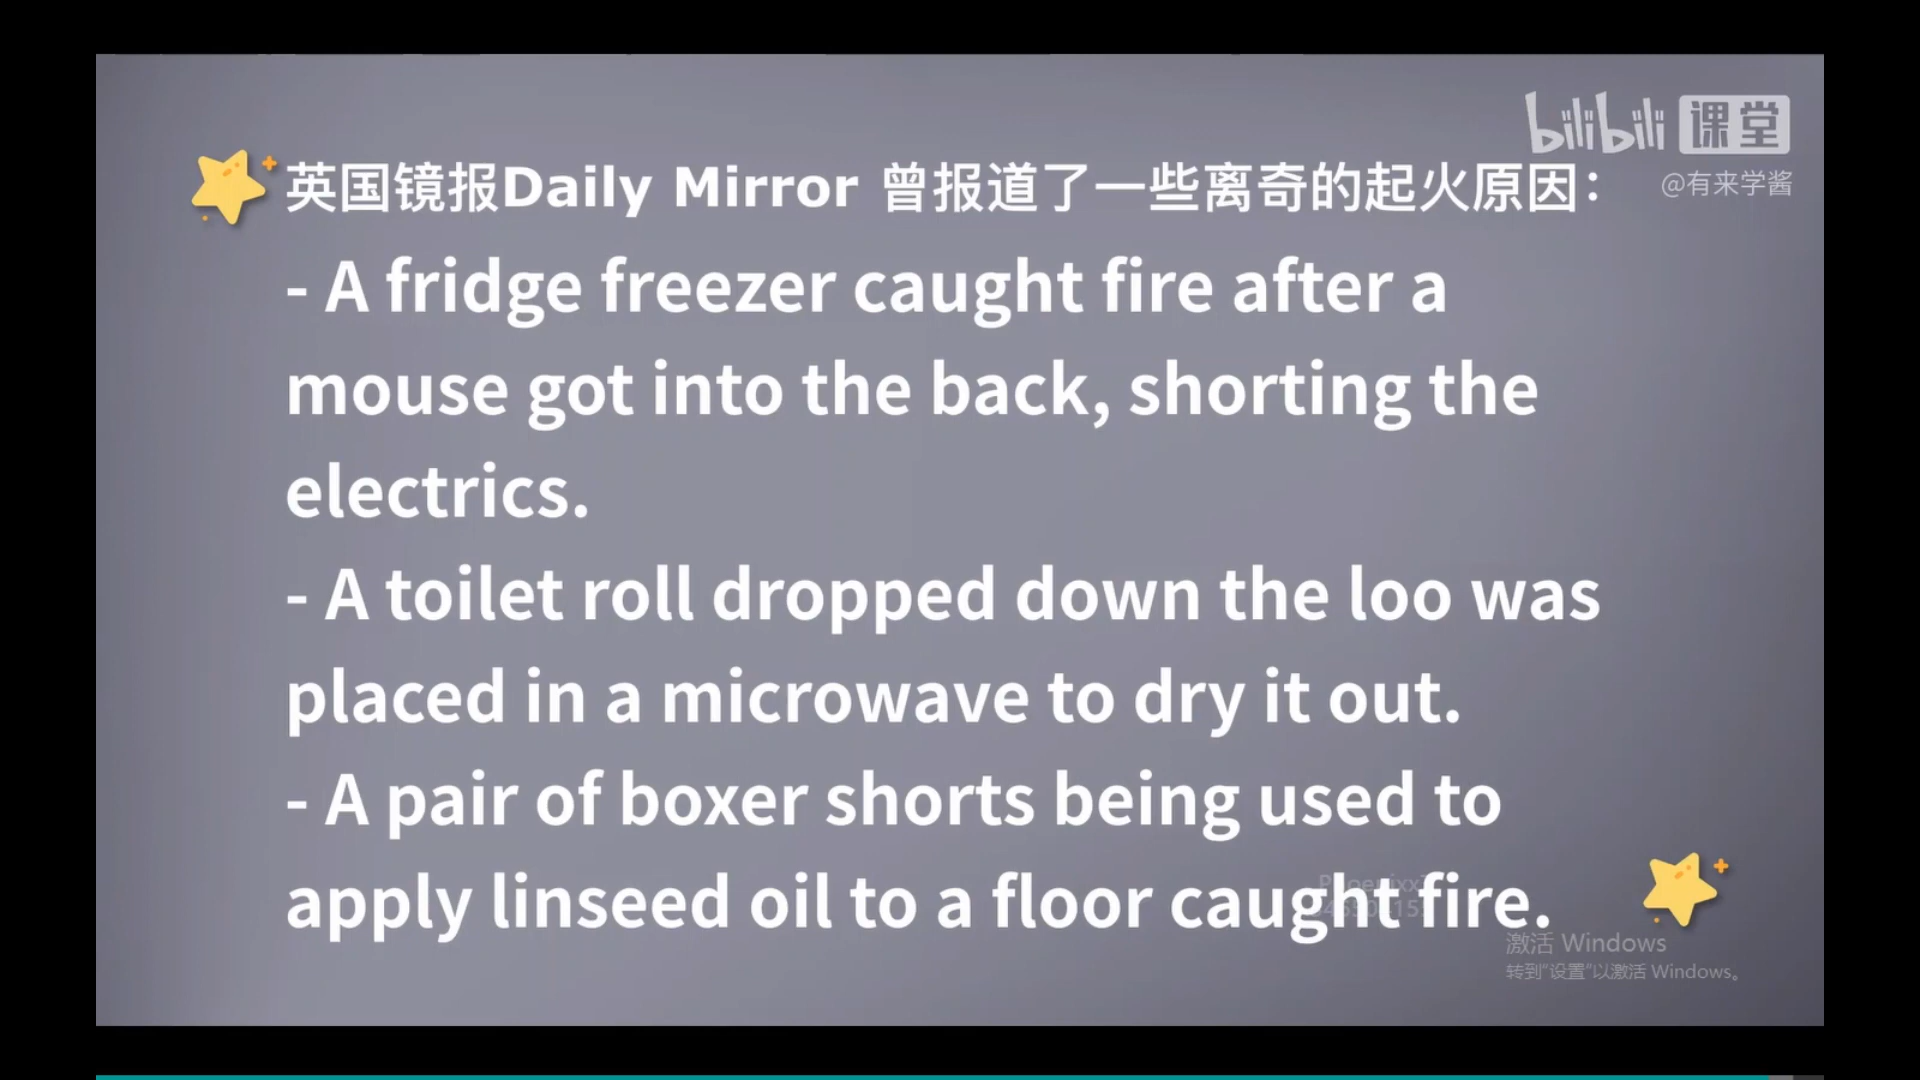 bilibili 课堂
@有来学酱
英国镜报Daily Mirror 曾报道了一些离奇的起火原因：
- A fridge freezer caught fire after a
mouse got into the back, shorting the
electrics.
- A toilet roll dropped down the loo was
placed in a microwave to dry it out.
- A pair of boxer shorts being used to
apply linseed oil to a floor caught fire.
激活 Windows
转到“设置”以激活 Windows。